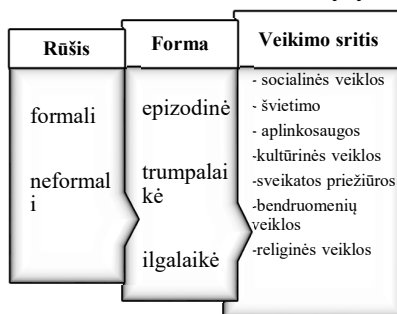 Rūšis
formali
neformal
i
Forma
epizodinė
trumpalai
kė
ilgalaikė
Veikimo sritis
- socialinės veiklos
- švietimo
- aplinkosaugos
-kultūrinės veiklos
-sveikatos priežiūros
-bendruomenių
veiklos
-religinės veiklos